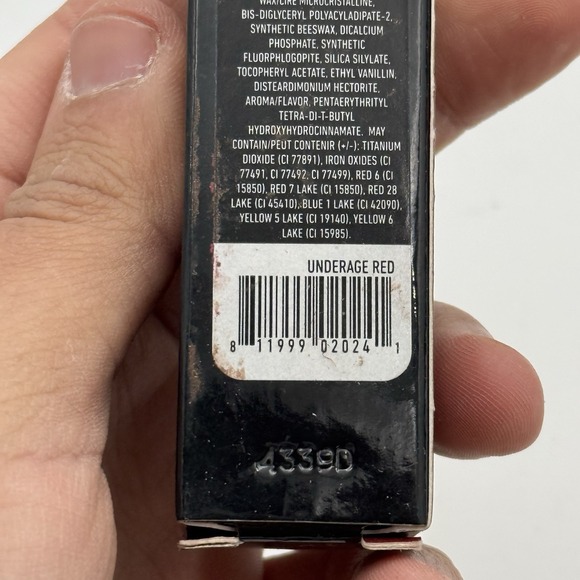 WAX/CIRE MICROCRISTALLINE,
BIS-DIGLYCERYL POLYACYLADIPATE-2,
SYNTHETIC BEESWAX, DICALCIUM
PHOSPHATE, SYNTHETIC
FLUORPHLOGOPITE, SILICA SILYLATE,
TOCOPHERYL ACETATE, ETHYL VANILLIN,
DISTEARDIMONIUM HECTORITE,
AROMA/FLAVOR, PENTAERYTHRITYL
TETRA-DI-T-BUTYL
HYDROXYHYDROCINNAMATE. MAY
CONTAIN/PEUT CONTENIR (+/-): TITANIUM
DIOXIDE (CI 77891), IRON OXIDES (CI
77491, CI 77492, CI 77499), RED 6 (CI
15850), RED 7 LAKE (CI 15850), RED 28
LAKE (CI 45410), BLUE 1 LAKE (CI 42090),
YELLOW 5 LAKE (CI 19140), YELLOW 6
LAKE (CI 15985).
UNDERAGE RED
8 11999 02024 1
4339D